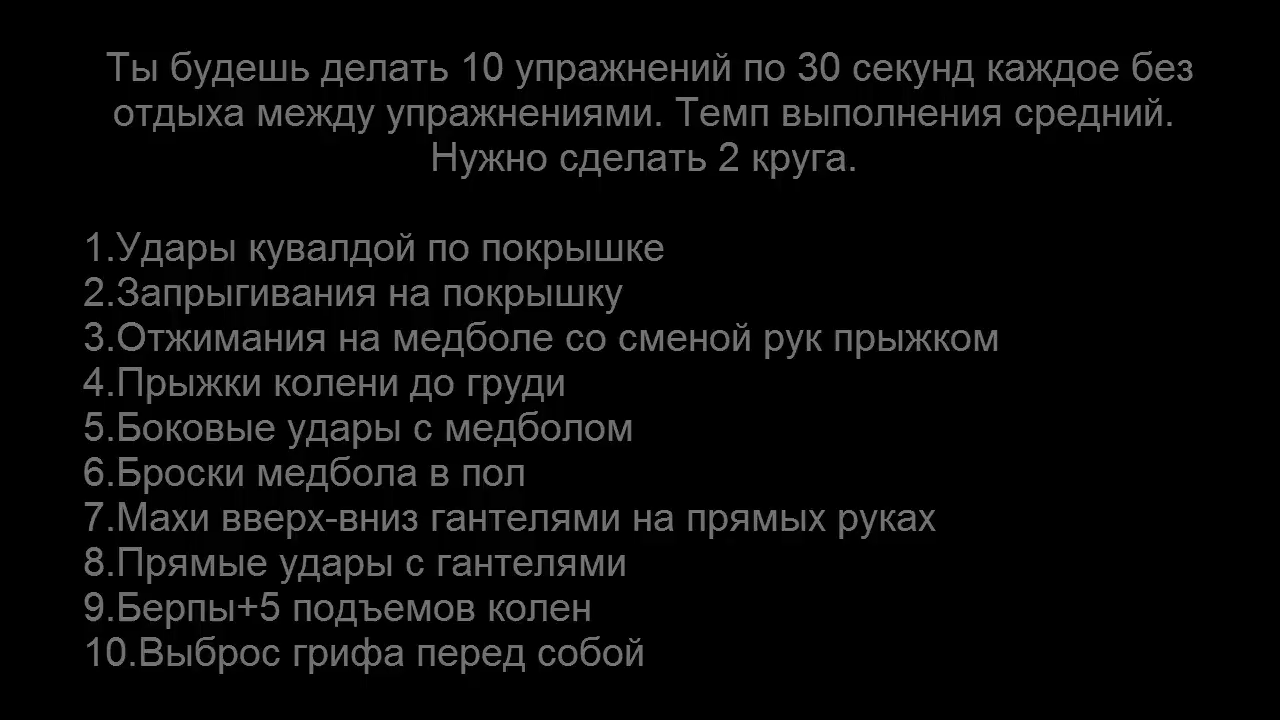 Ты будешь делать 10 упражнений по 30 секунд каждое без
отдыха между упражнениями. Темп выполнения средний.
Нужно сделать 2 круга.
1.Удары кувалдой по покрышке
2.Запрыгивания на покрышку
3.Отжимания на медболе со сменой рук прыжком
4.Прыжки колени до груди
5.Боковые удары с медболом
6.Броски медбола в пол
7.Махи вверх-вниз гантелями на прямых руках
8.Прямые удары с гантелями
9.Берпы+5 подъемов колен
10.Выброс грифа перед собой